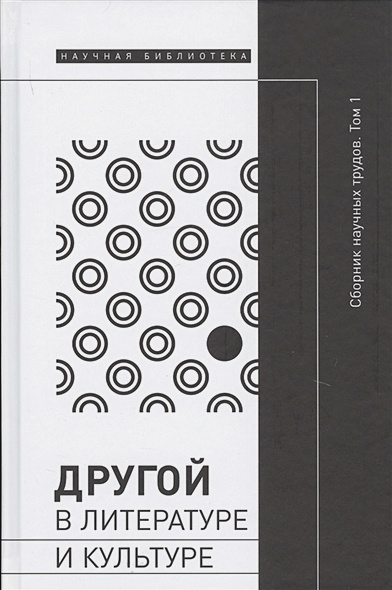 НАУЧНАЯ БИБЛИОТЕКА
Сборник научных трудов. Том 1
ДРУГОЙ
В ЛИТЕРАТУРЕ
И КУЛЬТУРЕ